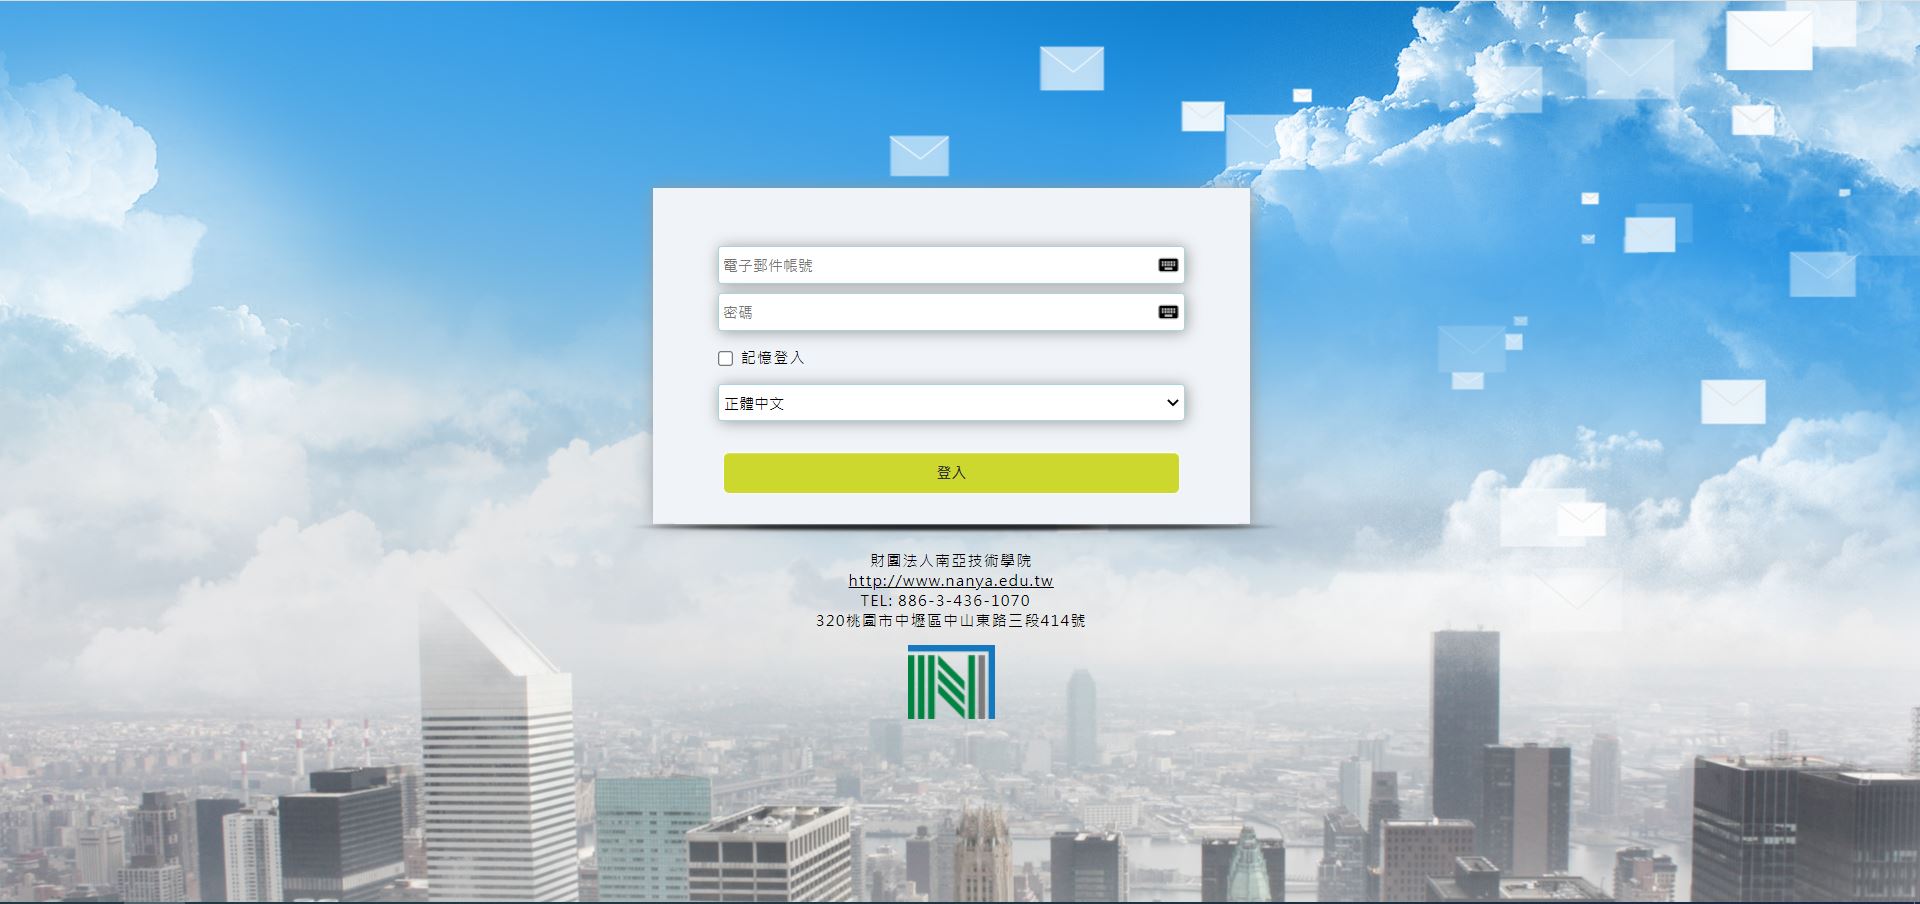 電子郵件帳號
密碼
記憶登入
正體中文
登入
財團法人南亞技術學院
http://www.nanya.edu.tw
TEL: 886-3-436-1070
320桃園市中壢區中山東路三段414號